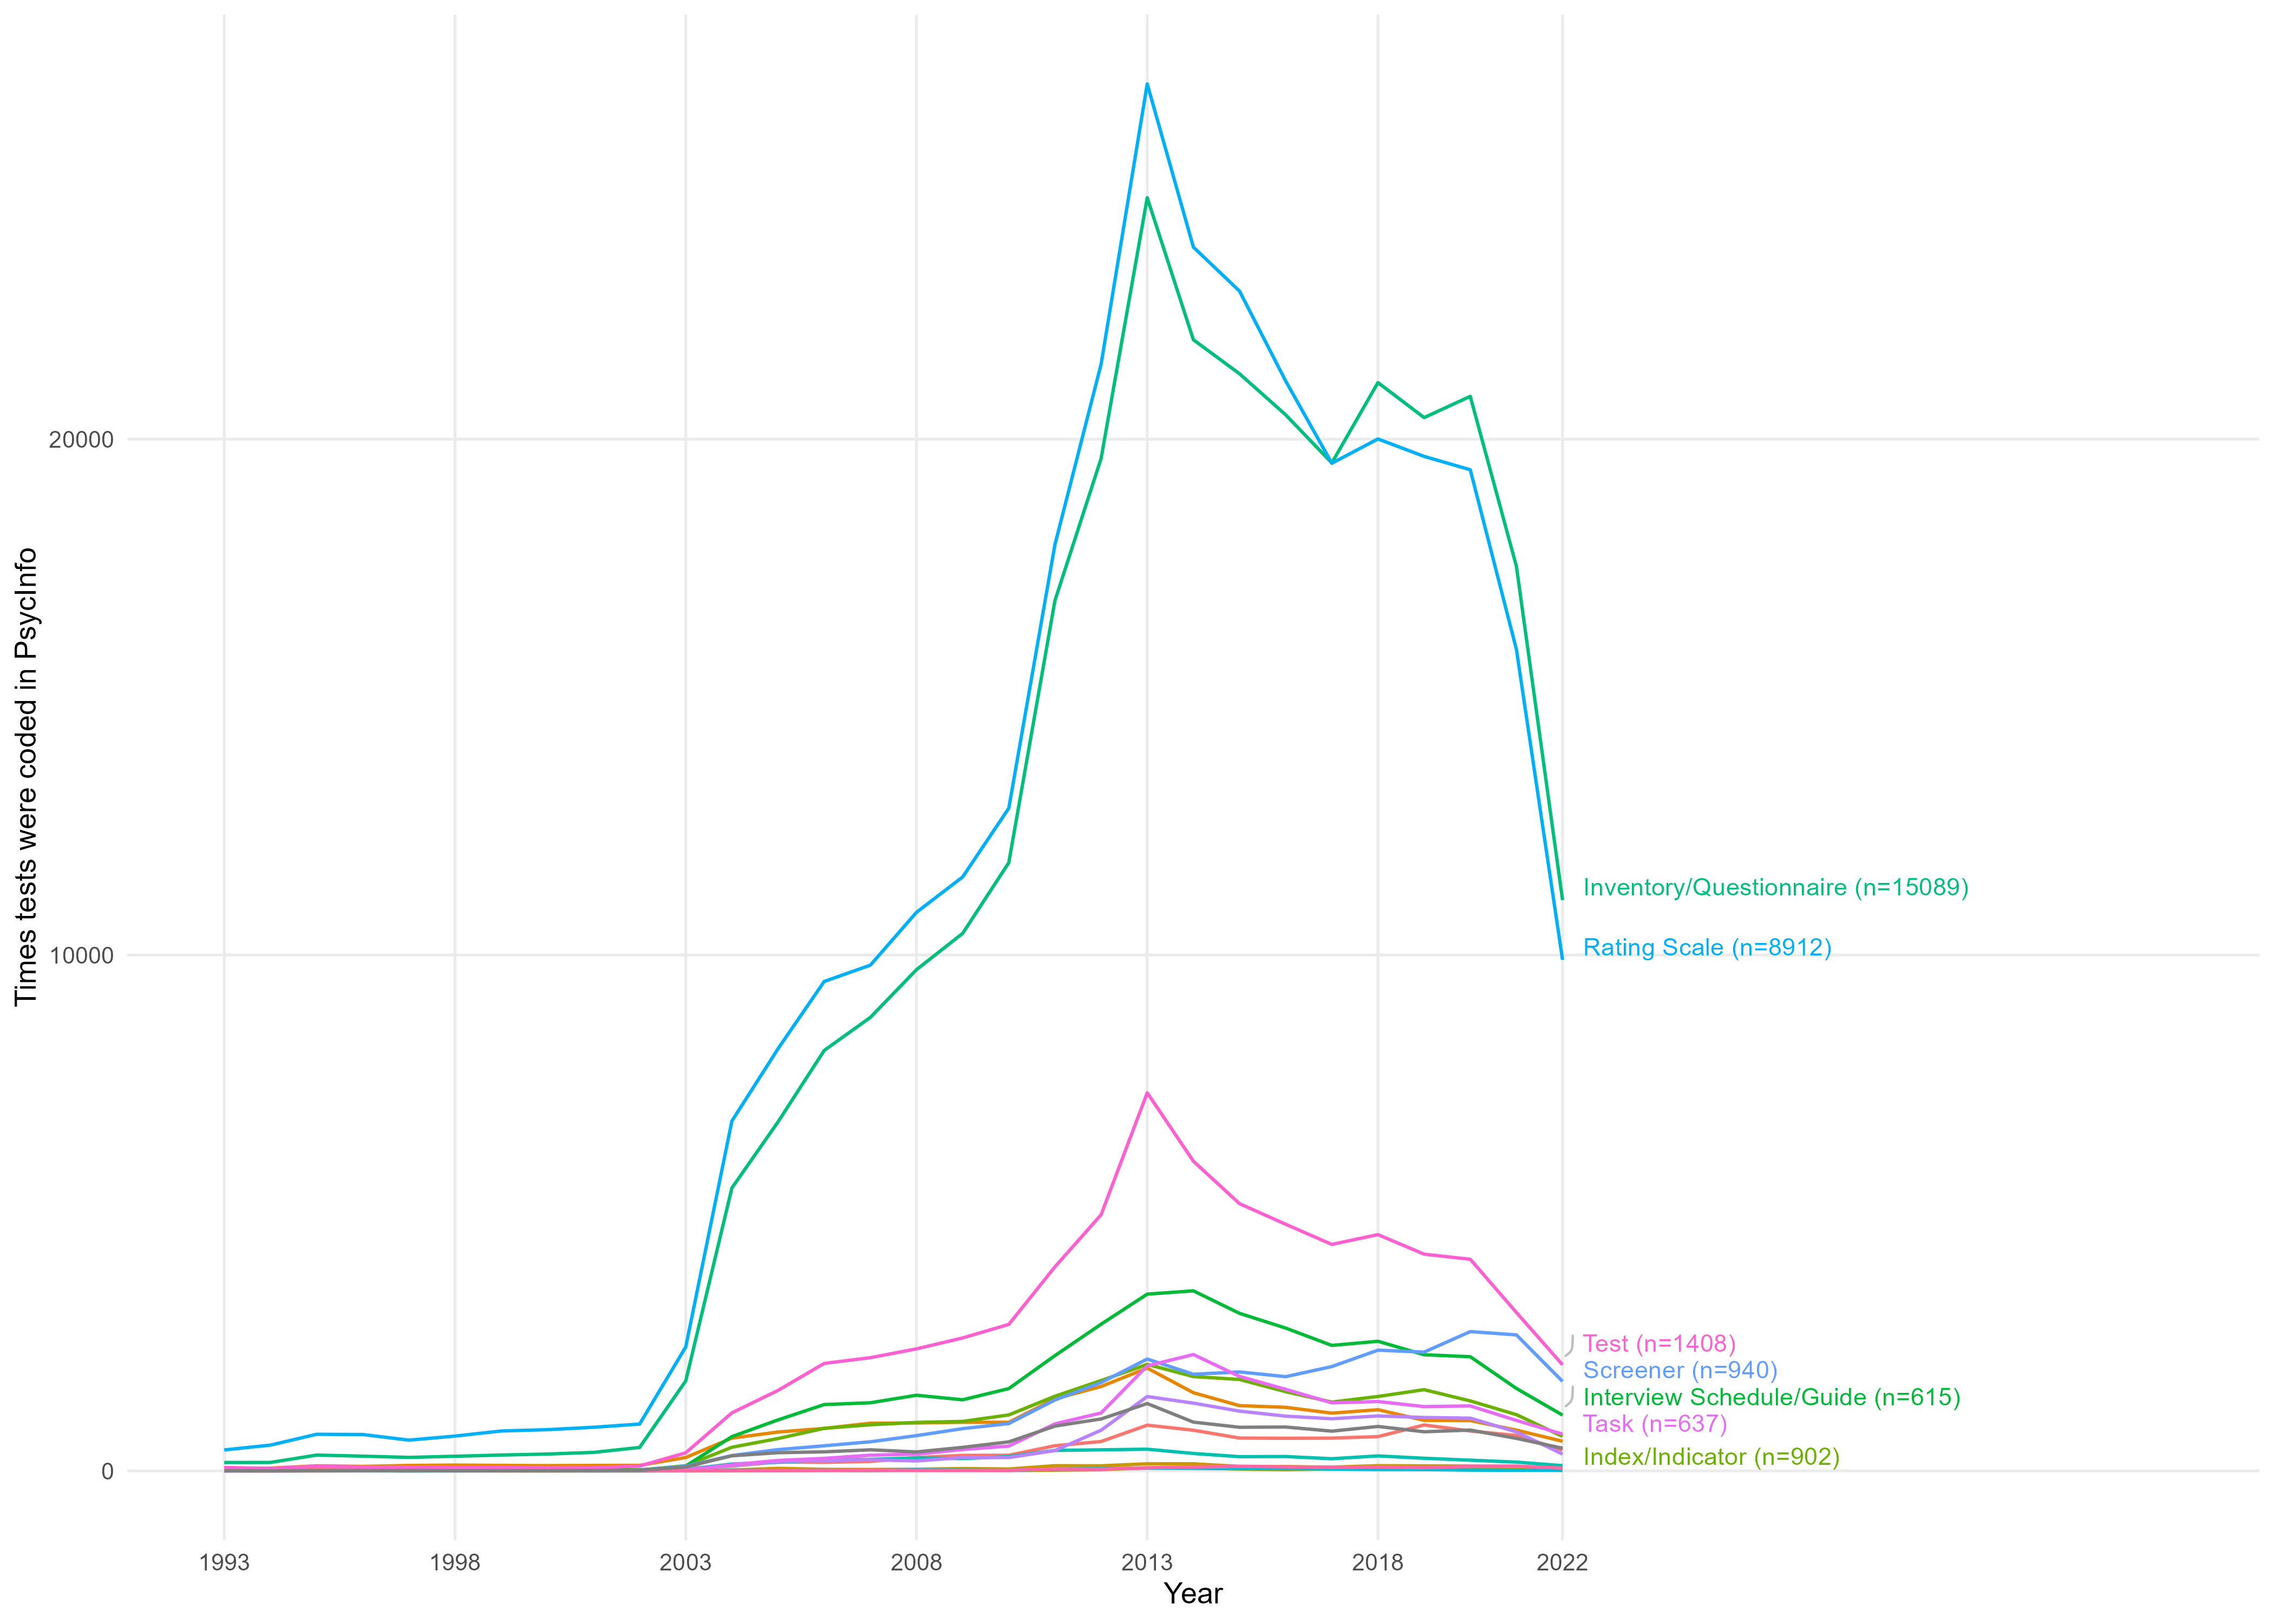 Times tests were coded in PsycInfo
20000
10000
0
Inventory/Questionnaire (n=15089)
Rating Scale (n=8912)
Test (n=1408)
Screener (n=940)
Interview Schedule/Guide (n=615)
Task (n=637)
Index/Indicator (n=902)
1993 1998 2003 2008 2013 2018 2022
Year